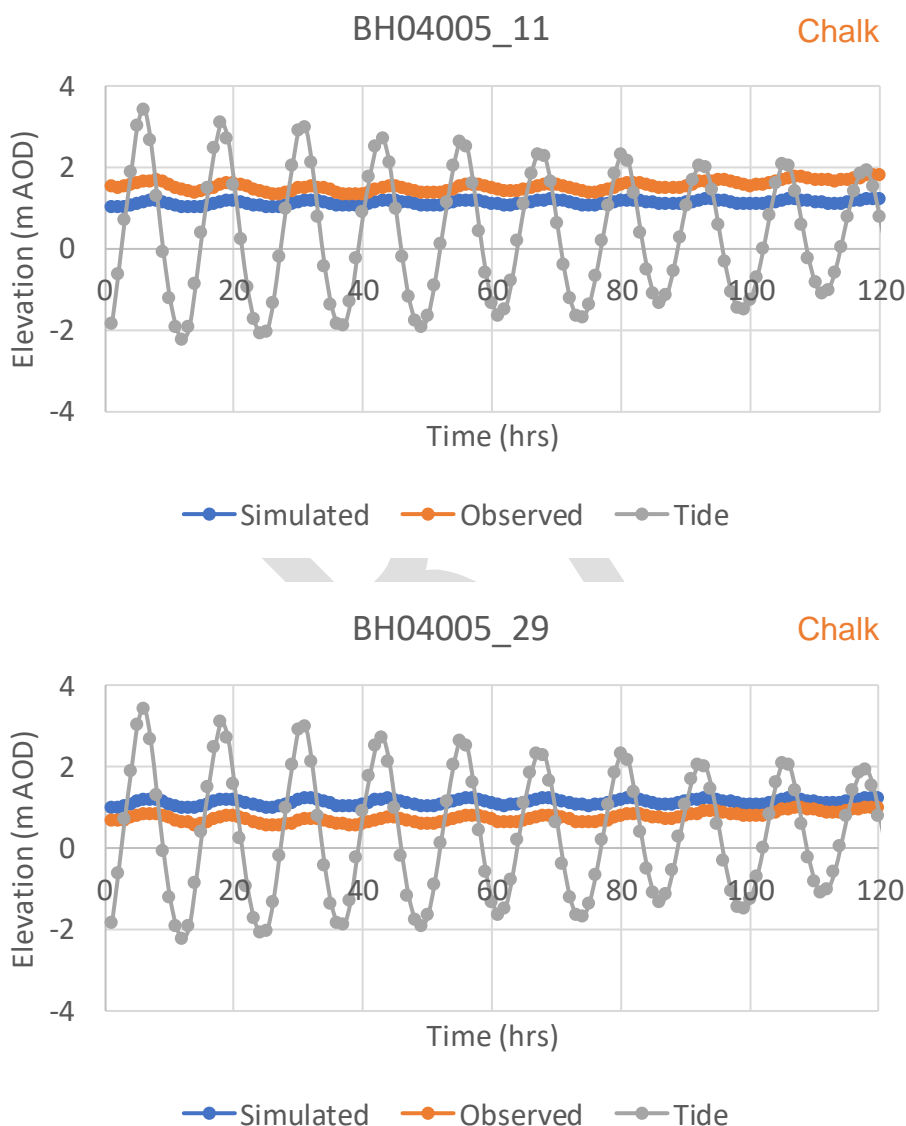 BH04005_11 Chalk
4
2
0
-2
-4
0 20 40 60 80 100 120
Elevation (m AOD)
Time (hrs)
Simulated Observed Tide
BH04005_29 Chalk
4
2
0
-2
-4
0 20 40 60 80 100 120
Elevation (m AOD)
Time (hrs)
Simulated Observed Tide